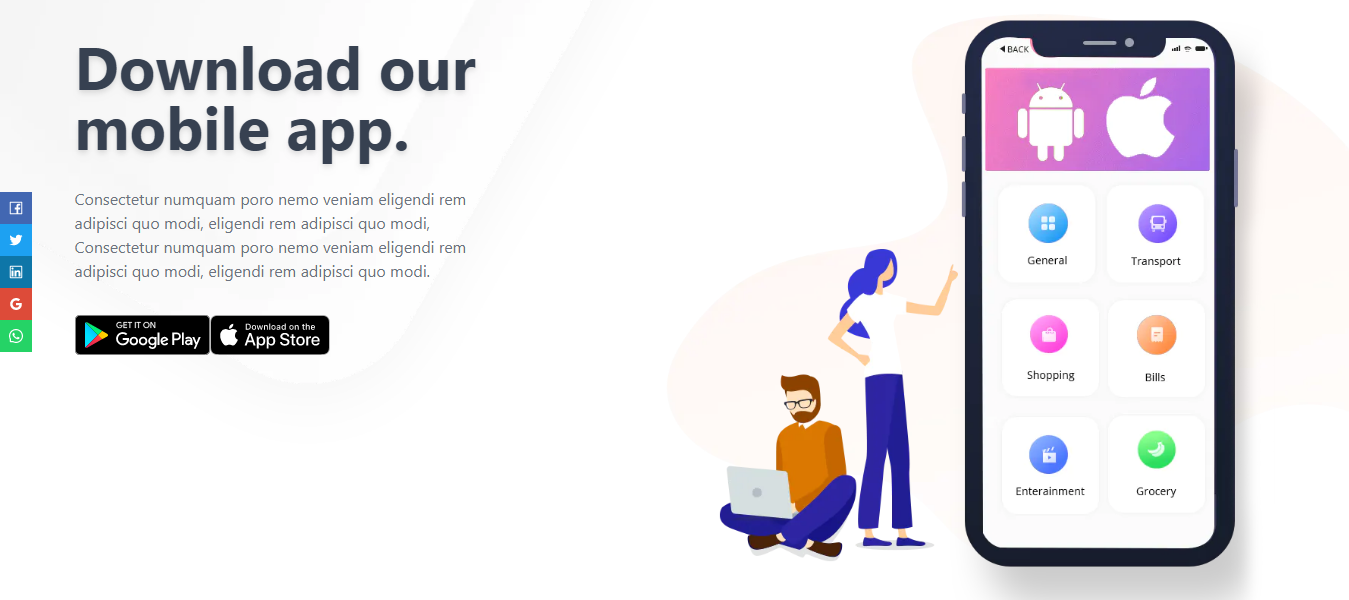 Download our
mobile app.
Consectetur numquam poro nemo veniam eligendi rem
adipisci quo modi, eligendi rem adipisci quo modi,
Consectetur numquam poro nemo veniam eligendi rem
adipisci quo modi, eligendi rem adipisci quo modi.
GET IT ON
Google Play
Download on the
App Store
BACK
General
Transport
Shopping
Bills
Enterainment
Grocery